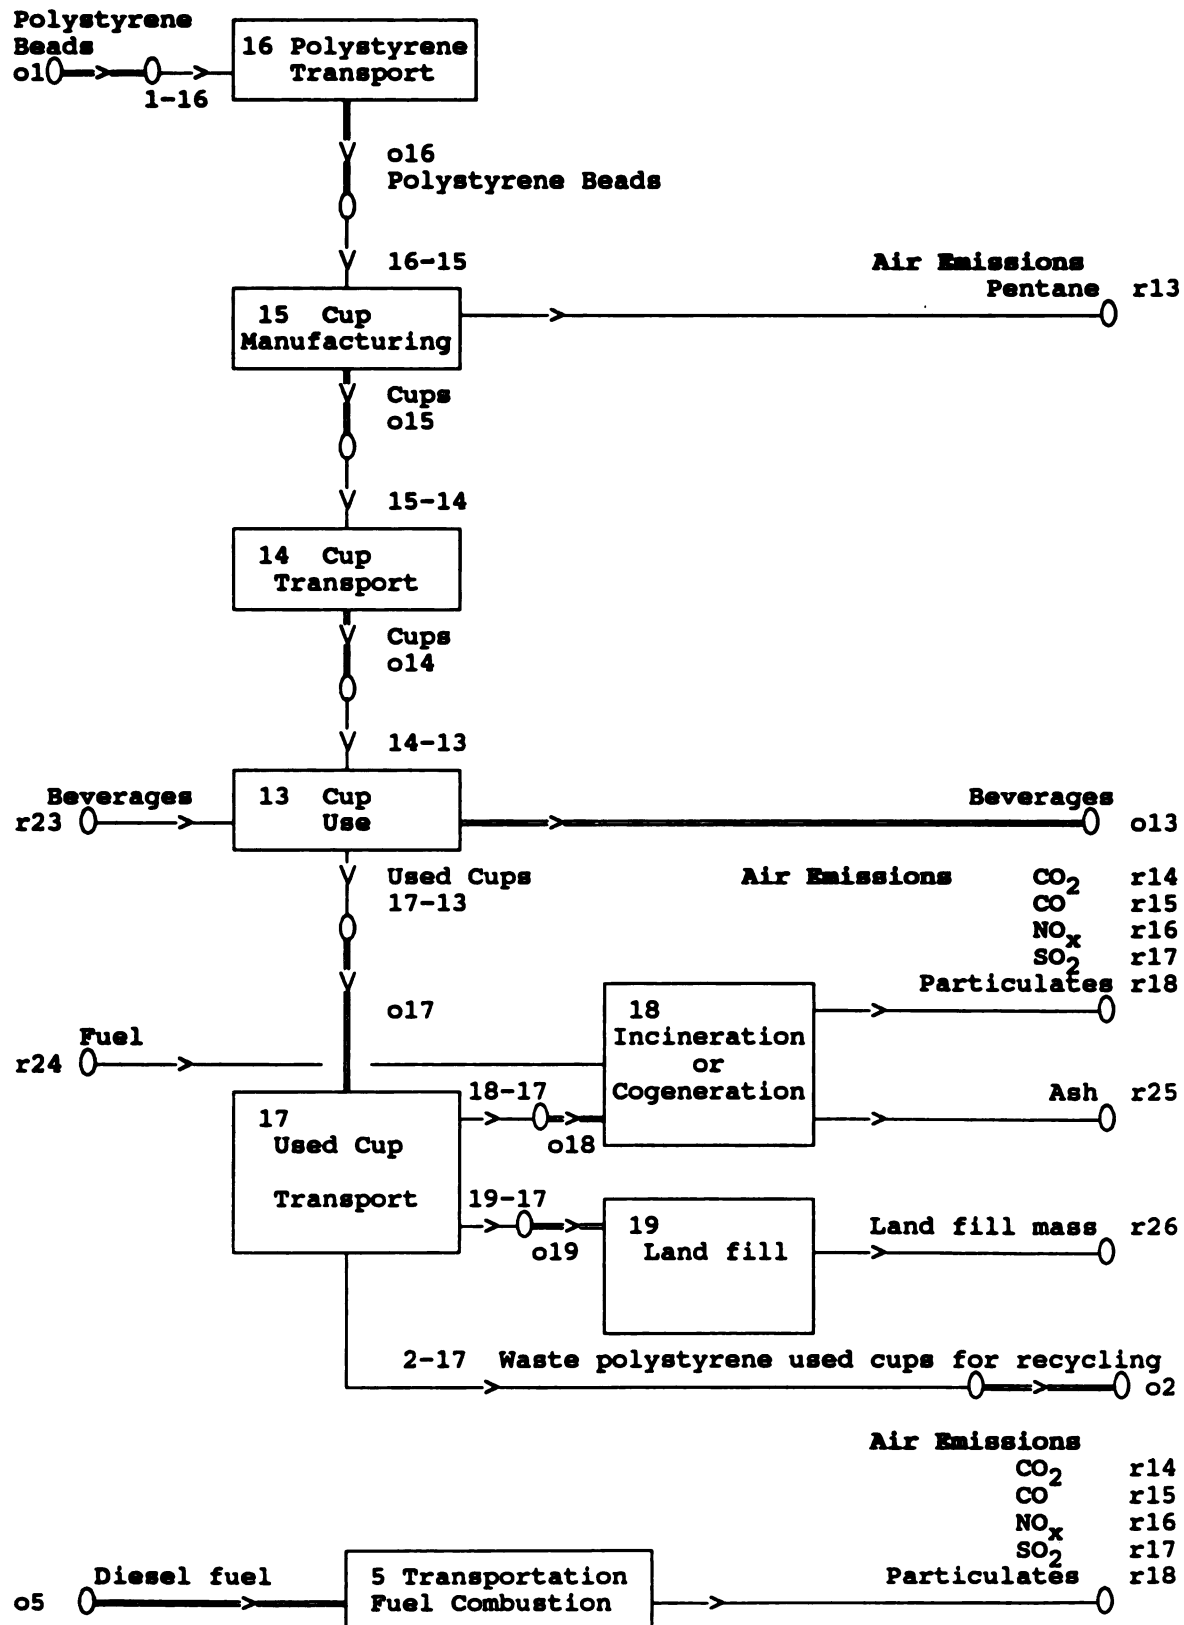 Polystyrene
Beads
o1
1-16
16 Polystyrene
Transport
o16
Polystyrene Beads
16-15
Air Emissions
Pentane r13
15 Cup
Manufacturing
Cups
o15
15-14
14 Cup
Transport
Cups
o14
14-13
Beverages
r23
13 Cup
Use
Beverages
o13
Used Cups
17-13
Air Emissions CO2 r14
CO r15
NOx r16
SO2 r17
Particulates r18
o17
Fuel
r24
18
Incineration
or
Cogeneration
18-17
o18
Ash r25
17
Used Cup
Transport
19-17
o19
19
Land fill
Land fill mass r26
2-17 Waste polystyrene used cups for recycling
o2
Air Emissions
CO2 r14
CO r15
NOx r16
SO2 r17
Particulates r18
Diesel fuel
o5
5 Transportation
Fuel Combustion